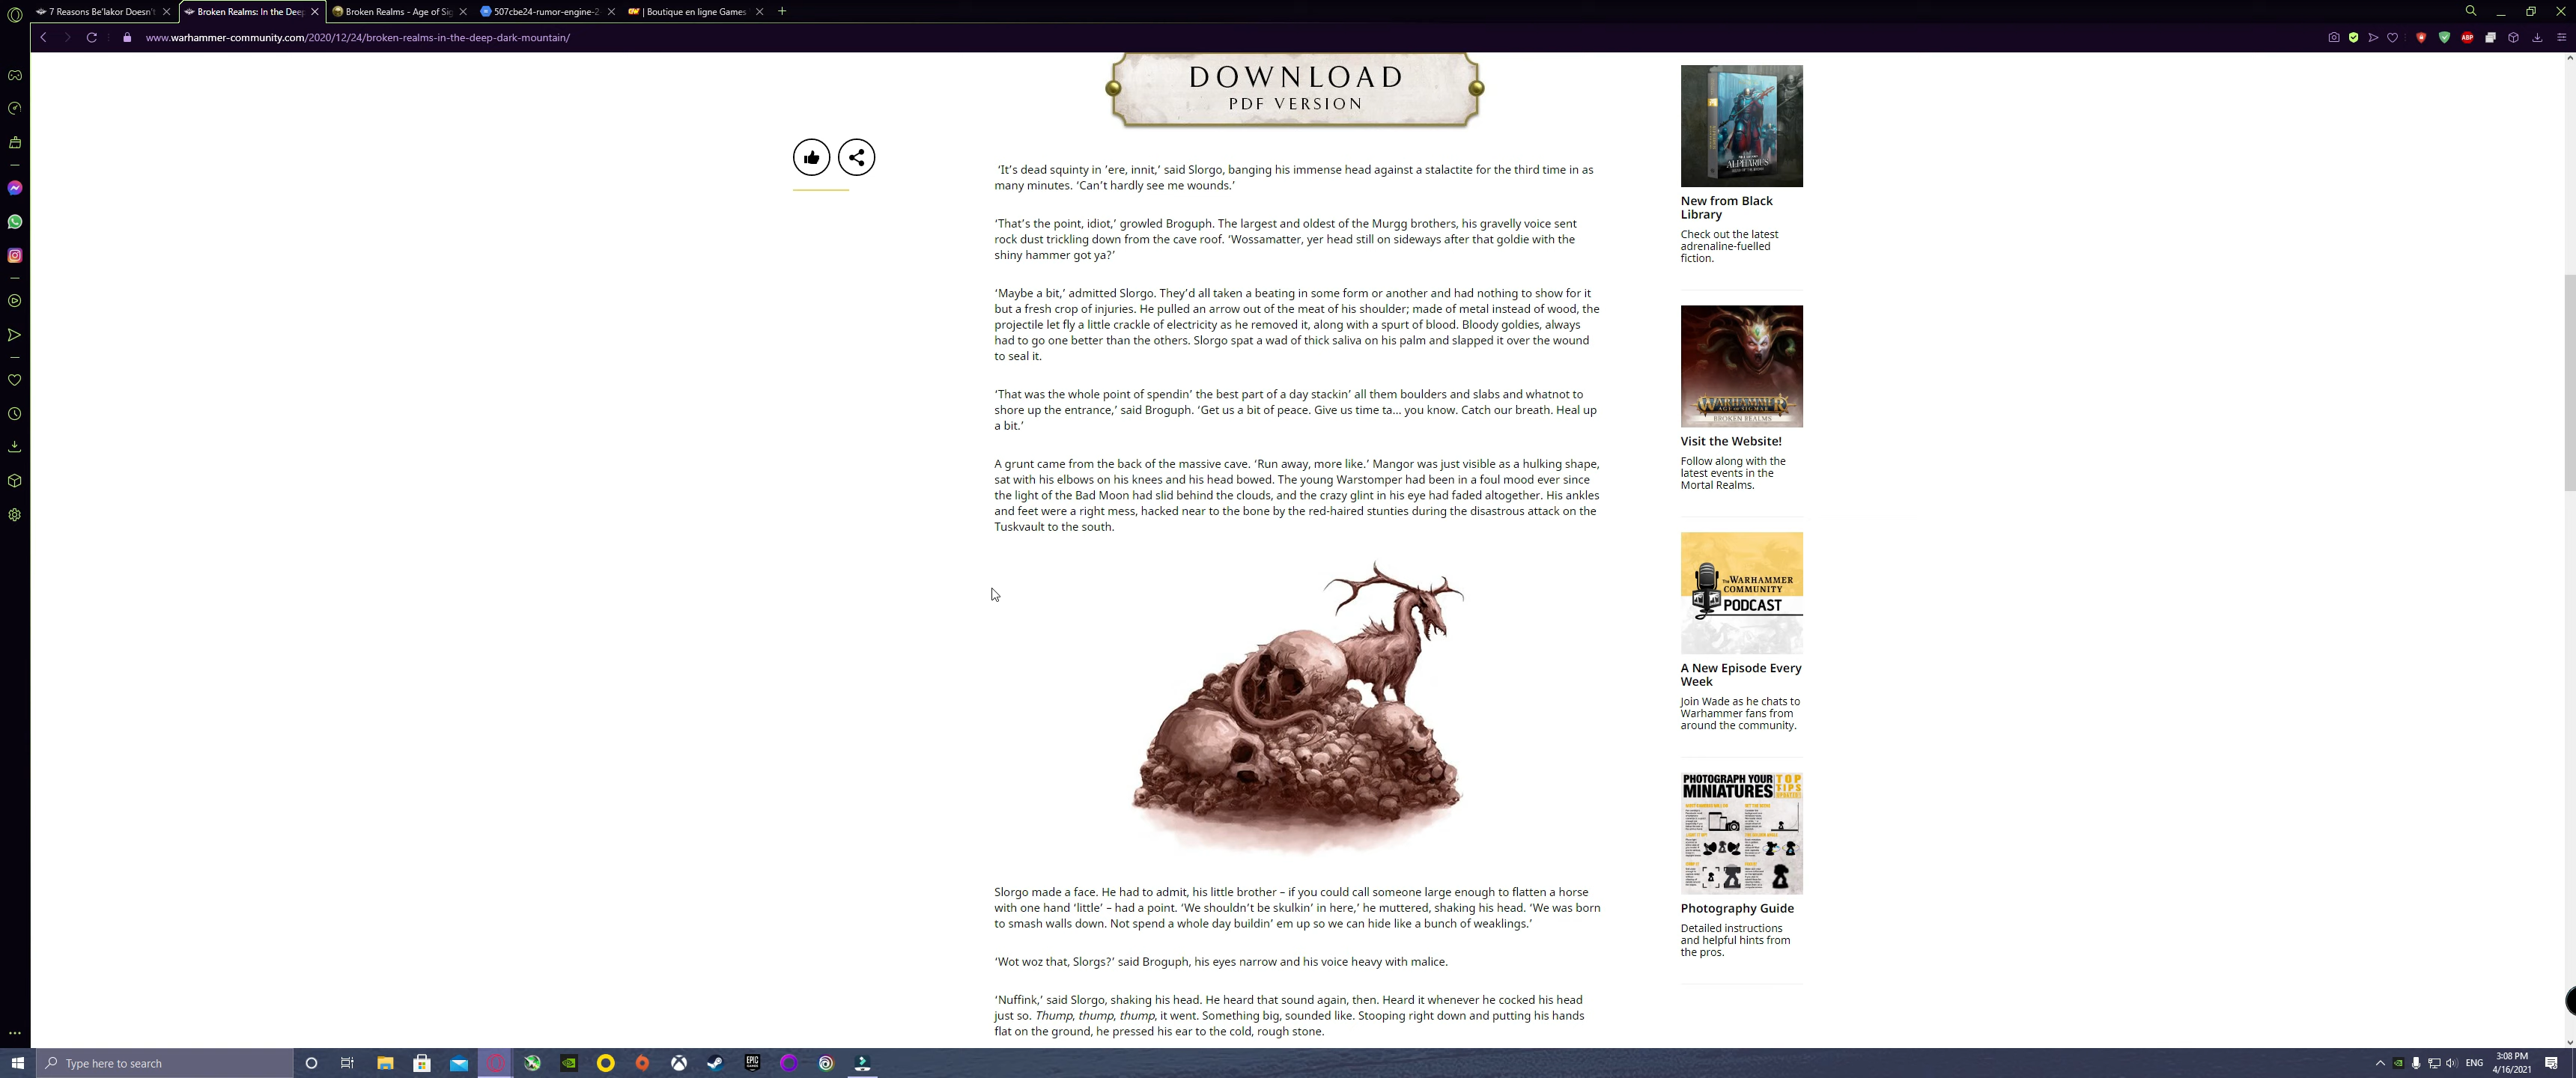 7 Reasons Be'lakor Doesn't
Broken Realms: In the Deep
Broken Realms - Age of Sig
507cbe24-rumor-engine-2
| Boutique en ligne Games
www.warhammer-community.com/2020/12/24/broken-realms-in-the-deep-dark-mountain/
ABP
DOWNLOAD
PDF VERSION
‘It’s dead squinty in ’ere, innit,’ said Slorgo, banging his immense head against a stalactite for the third time in as
many minutes. ‘Can’t hardly see me wounds.’
‘That’s the point, idiot,’ growled Broguph. The largest and oldest of the Murgg brothers, his gravelly voice sent
rock dust trickling down from the cave roof. ‘Wossamatter, yer head still on sideways after that goldie with the
shiny hammer got ya?’
‘Maybe a bit,’ admitted Slorgo. They’d all taken a beating in some form or another and had nothing to show for it
but a fresh crop of injuries. He pulled an arrow out of the meat of his shoulder; made of metal instead of wood, the
projectile let fly a little crackle of electricity as he removed it, along with a spurt of blood. Bloody goldies, always
had to go one better than the others. Slorgo spat a wad of thick saliva on his palm and slapped it over the wound
to seal it.
‘That was the whole point of spendin’ the best part of a day stackin’ all them boulders and slabs and whatnot to
shore up the entrance,’ said Broguph. ‘Get us a bit of peace. Give us time ta... you know. Catch our breath. Heal up
a bit.’
A grunt came from the back of the massive cave. ‘Run away, more like.’ Mangor was just visible as a hulking shape,
sat with his elbows on his knees and his head bowed. The young Warstomper had been in a foul mood ever since
the light of the Bad Moon had slid behind the clouds, and the crazy glint in his eye had faded altogether. His ankles
and feet were a right mess, hacked near to the bone by the red-haired stunties during the disastrous attack on the
Tuskvault to the south.
Slorgo made a face. He had to admit, his little brother – if you could call someone large enough to flatten a horse
with one hand ‘little’ – had a point. ‘We shouldn’t be skulkin’ in here,’ he muttered, shaking his head. ‘We was born
to smash walls down. Not spend a whole day buildin’ em up so we can hide like a bunch of weaklings.’
‘Wot woz that, Slorgs?’ said Broguph, his eyes narrow and his voice heavy with malice.
‘Nuffink,’ said Slorgo, shaking his head. He heard that sound again, then. Heard it whenever he cocked his head
just so. Thump, thump, thump, it went. Something big, sounded like. Stooping right down and putting his hands
flat on the ground, he pressed his ear to the cold, rough stone.
ALPHARIUS
New from Black
Library
Check out the latest
adrenaline-fuelled
fiction.
WARHAMMER
AGE OF SIGMAR
BROKEN REALMS
Visit the Website!
Follow along with the
latest events in the
Mortal Realms.
The WARHAMMER
COMMUNITY
PODCAST
A New Episode Every
Week
Join Wade as he chats to
Warhammer fans from
around the community.
PHOTOGRAPH YOUR
MINIATURES
TOP
TIPS
Photography Guide
Detailed instructions
and helpful hints from
the pros.
Type here to search
EPIC
GAMES
ENG
3:08 PM
4/16/2021